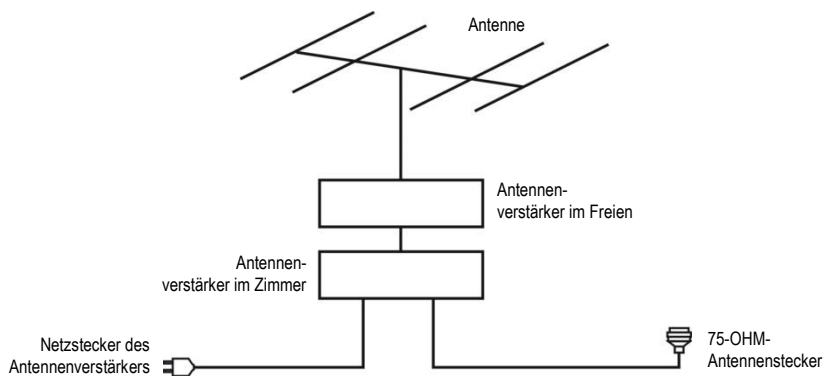 Antenne
Antennen-
verstärker im Freien
Antennen-
verstärker im Zimmer
Netzstecker des
Antennenverstärkers
75-OHM-
Antennenstecker